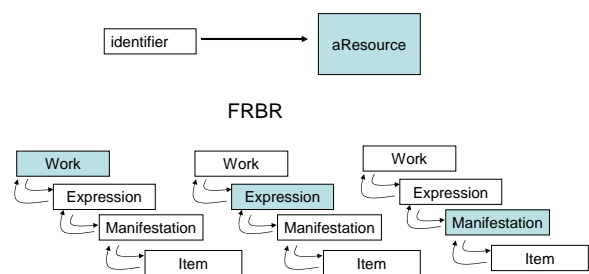 identifier
aResource
FRBR
Work
Expression
Manifestation
Item
Work
Expression
Manifestation
Item
Work
Expression
Manifestation
Item